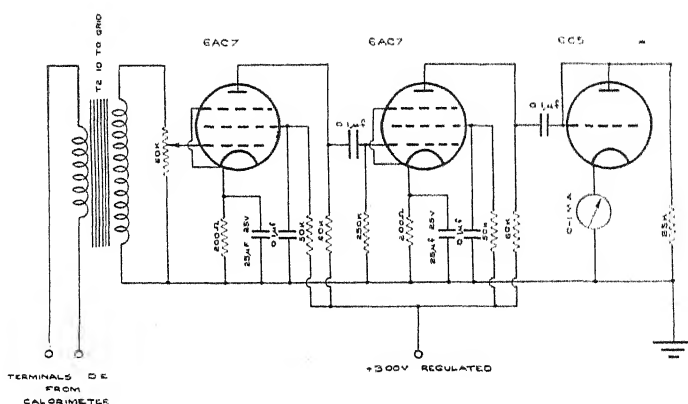 6AC7
6AC7
6C5
T2 10 TO GRID
60K
0.1μf
0.1μf
200Ω
25μF 25V
0.1μf
50K
60K
250K
200Ω
25μF 25V
0.1μf
50K
60K
0-1 MA
25K
+300V REGULATED
TERMINALS D E
FROM
CALORIMETER